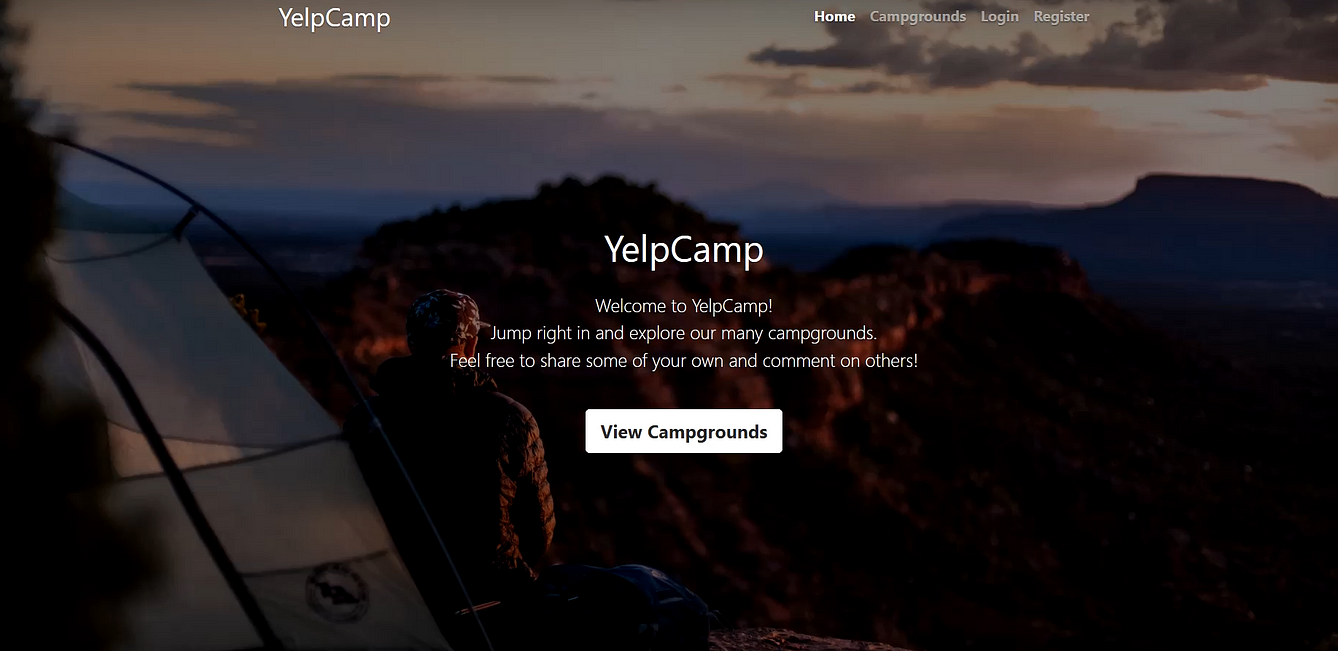 YelpCamp
Home Campgrounds Login Register
YelpCamp
Welcome to YelpCamp!
Jump right in and explore our many campgrounds.
Feel free to share some of your own and comment on others!
View Campgrounds